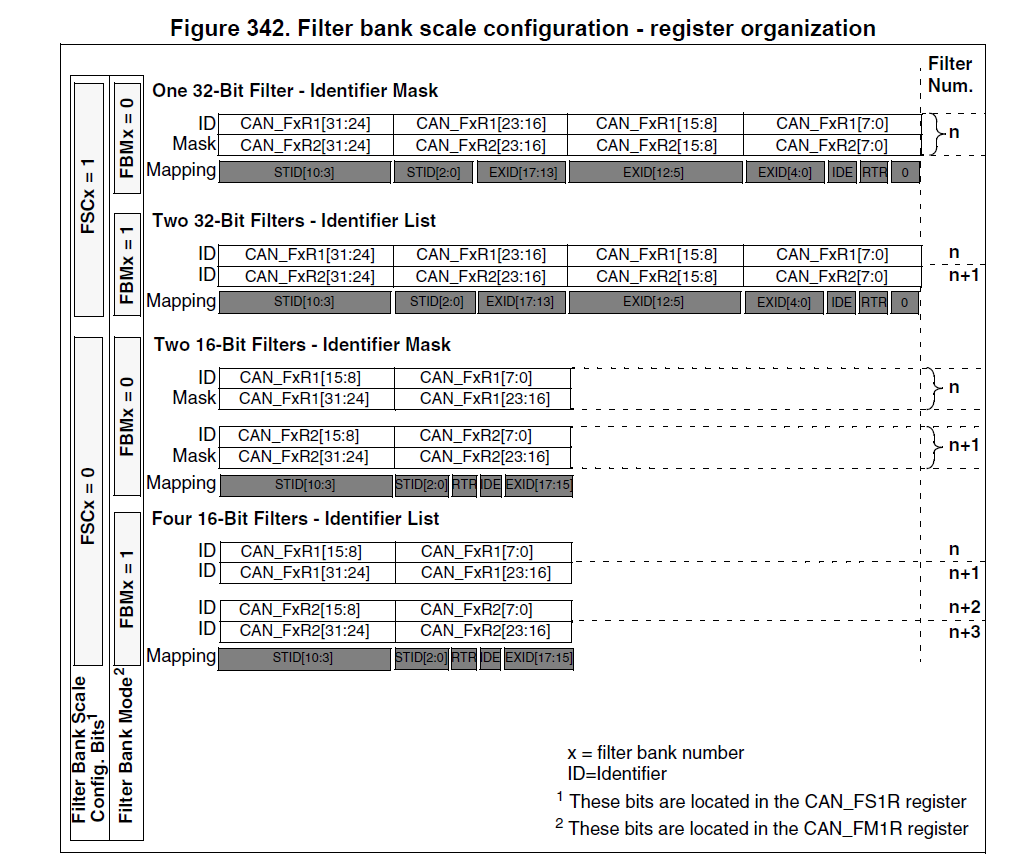 Figure 342. Filter bank scale configuration - register organization
Filter
Num.
FSCx = 1
FBMx = 0
One 32-Bit Filter - Identifier Mask
ID CAN_FxR1[31:24] CAN_FxR1[23:16] CAN_FxR1[15:8] CAN_FxR1[7:0]
n
Mask CAN_FxR2[31:24] CAN_FxR2[23:16] CAN_FxR2[15:8] CAN_FxR2[7:0]
Mapping STID[10:3] STID[2:0] EXID[17:13] EXID[12:5] EXID[4:0] IDE RTR 0
FBMx = 1
Two 32-Bit Filters - Identifier List
ID CAN_FxR1[31:24] CAN_FxR1[23:16] CAN_FxR1[15:8] CAN_FxR1[7:0] n
ID CAN_FxR2[31:24] CAN_FxR2[23:16] CAN_FxR2[15:8] CAN_FxR2[7:0] n+1
Mapping STID[10:3] STID[2:0] EXID[17:13] EXID[12:5] EXID[4:0] IDE RTR 0
FSCx = 0
FBMx = 0
Two 16-Bit Filters - Identifier Mask
ID CAN_FxR1[15:8] CAN_FxR1[7:0]
n
Mask CAN_FxR1[31:24] CAN_FxR1[23:16]
ID CAN_FxR2[15:8] CAN_FxR2[7:0]
n+1
Mask CAN_FxR2[31:24] CAN_FxR2[23:16]
Mapping STID[10:3] STID[2:0] RTR IDE EXID[17:15]
FBMx = 1
Four 16-Bit Filters - Identifier List
ID CAN_FxR1[15:8] CAN_FxR1[7:0] n
ID CAN_FxR1[31:24] CAN_FxR1[23:16] n+1
ID CAN_FxR2[15:8] CAN_FxR2[7:0] n+2
ID CAN_FxR2[31:24] CAN_FxR2[23:16] n+3
Mapping STID[10:3] STID[2:0] RTR IDE EXID[17:15]
Filter Bank Scale
Config. Bits1
Filter Bank Mode2
x = filter bank number
ID=Identifier
1 These bits are located in the CAN_FS1R register
2 These bits are located in the CAN_FM1R register